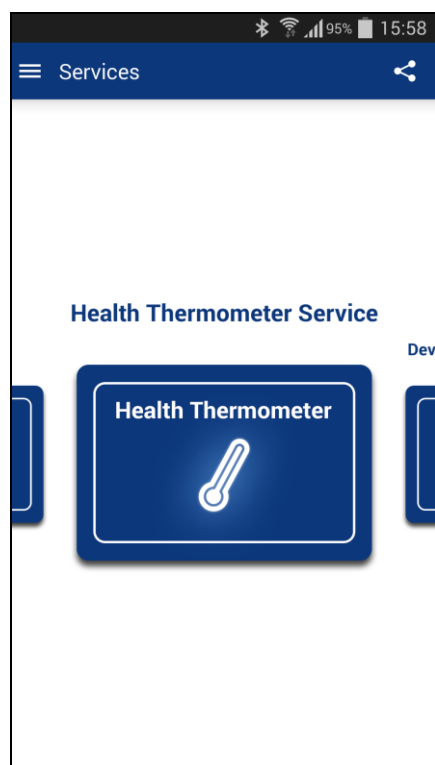 95% 15:58
Services
Health Thermometer Service
Dev
Health Thermometer